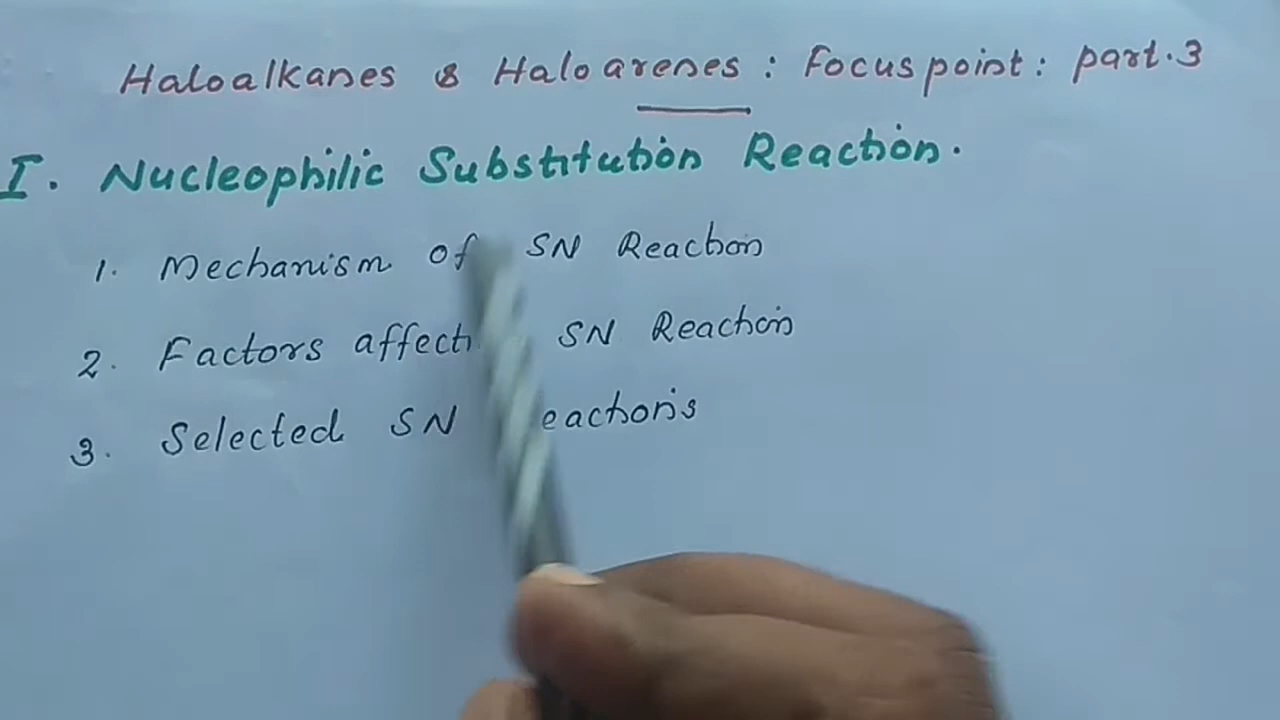 Haloalkanes & Haloarenes : Focus point : part.3
I. Nucleophilic Substitution Reaction.
1. Mechanism of SN Reaction
2. Factors SN Reaction
3. Selected SN